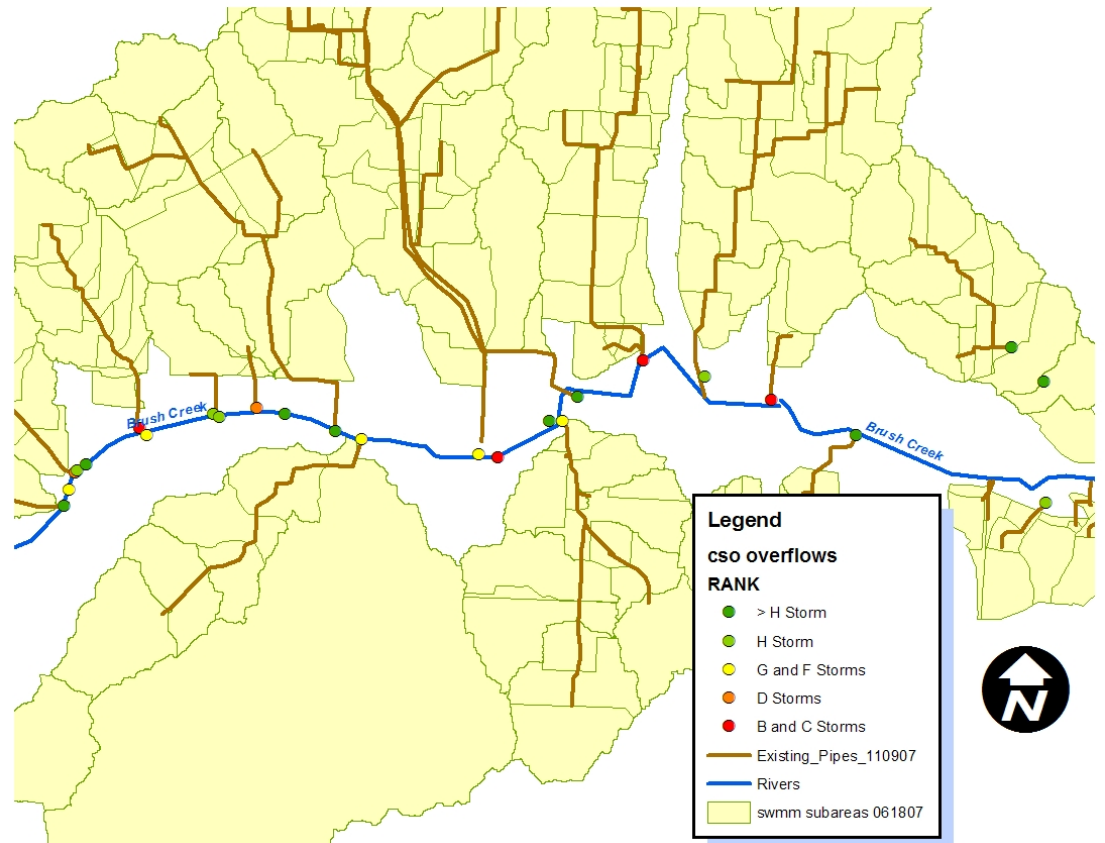 Brush Creek
Brush Creek
Legend
cso overflows
RANK
> H Storm
H Storm
G and F Storms
D Storms
B and C Storms
Existing_Pipes_110907
Rivers
swmm subareas 061807
N